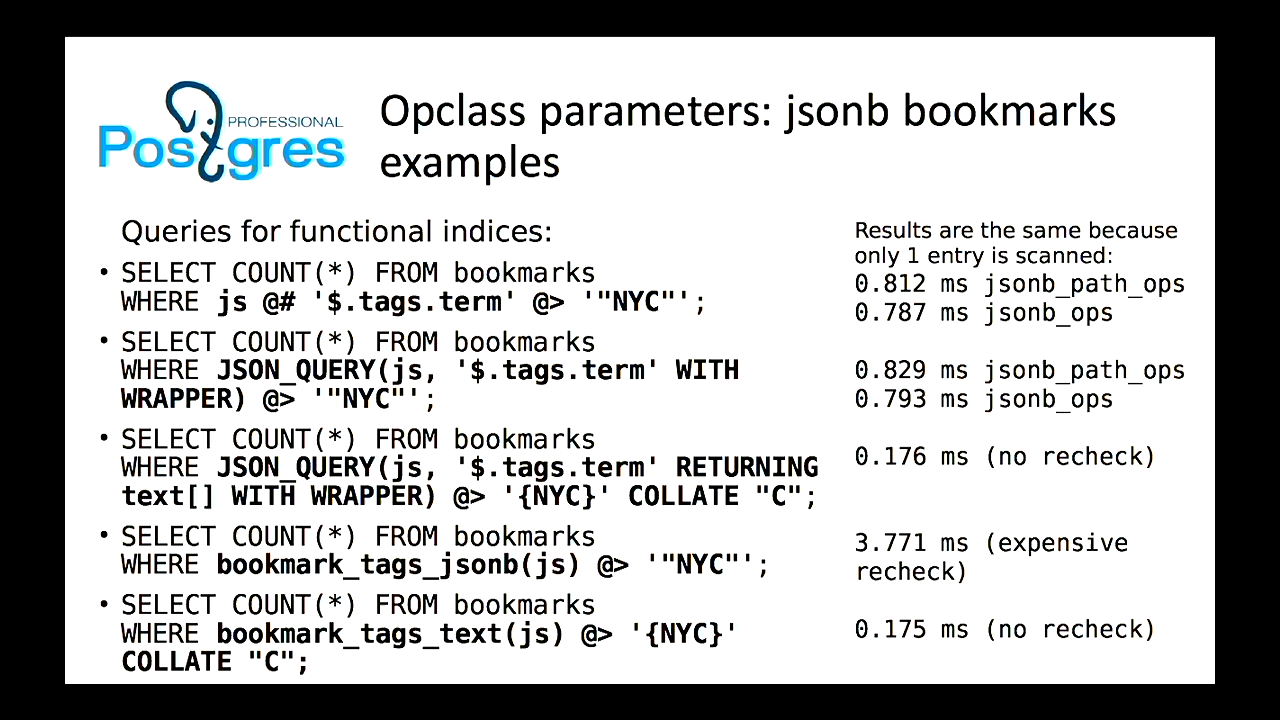 PROFESSIONAL
Postgres
Opclass parameters: jsonb bookmarks
examples
Queries for functional indices:
• SELECT COUNT(*) FROM bookmarks
WHERE js @# '$.tags.term' @> '"NYC"';
• SELECT COUNT(*) FROM bookmarks
WHERE JSON_QUERY(js, '$.tags.term' WITH
WRAPPER) @> '"NYC"';
• SELECT COUNT(*) FROM bookmarks
WHERE JSON_QUERY(js, '$.tags.term' RETURNING
text[] WITH WRAPPER) @> '{NYC}' COLLATE "C";
• SELECT COUNT(*) FROM bookmarks
WHERE bookmark_tags_jsonb(js) @> '"NYC"';
• SELECT COUNT(*) FROM bookmarks
WHERE bookmark_tags_text(js) @> '{NYC}'
COLLATE "C";
Results are the same because
only 1 entry is scanned:
0.812 ms jsonb_path_ops
0.787 ms jsonb_ops
0.829 ms jsonb_path_ops
0.793 ms jsonb_ops
0.176 ms (no recheck)
3.771 ms (expensive
recheck)
0.175 ms (no recheck)